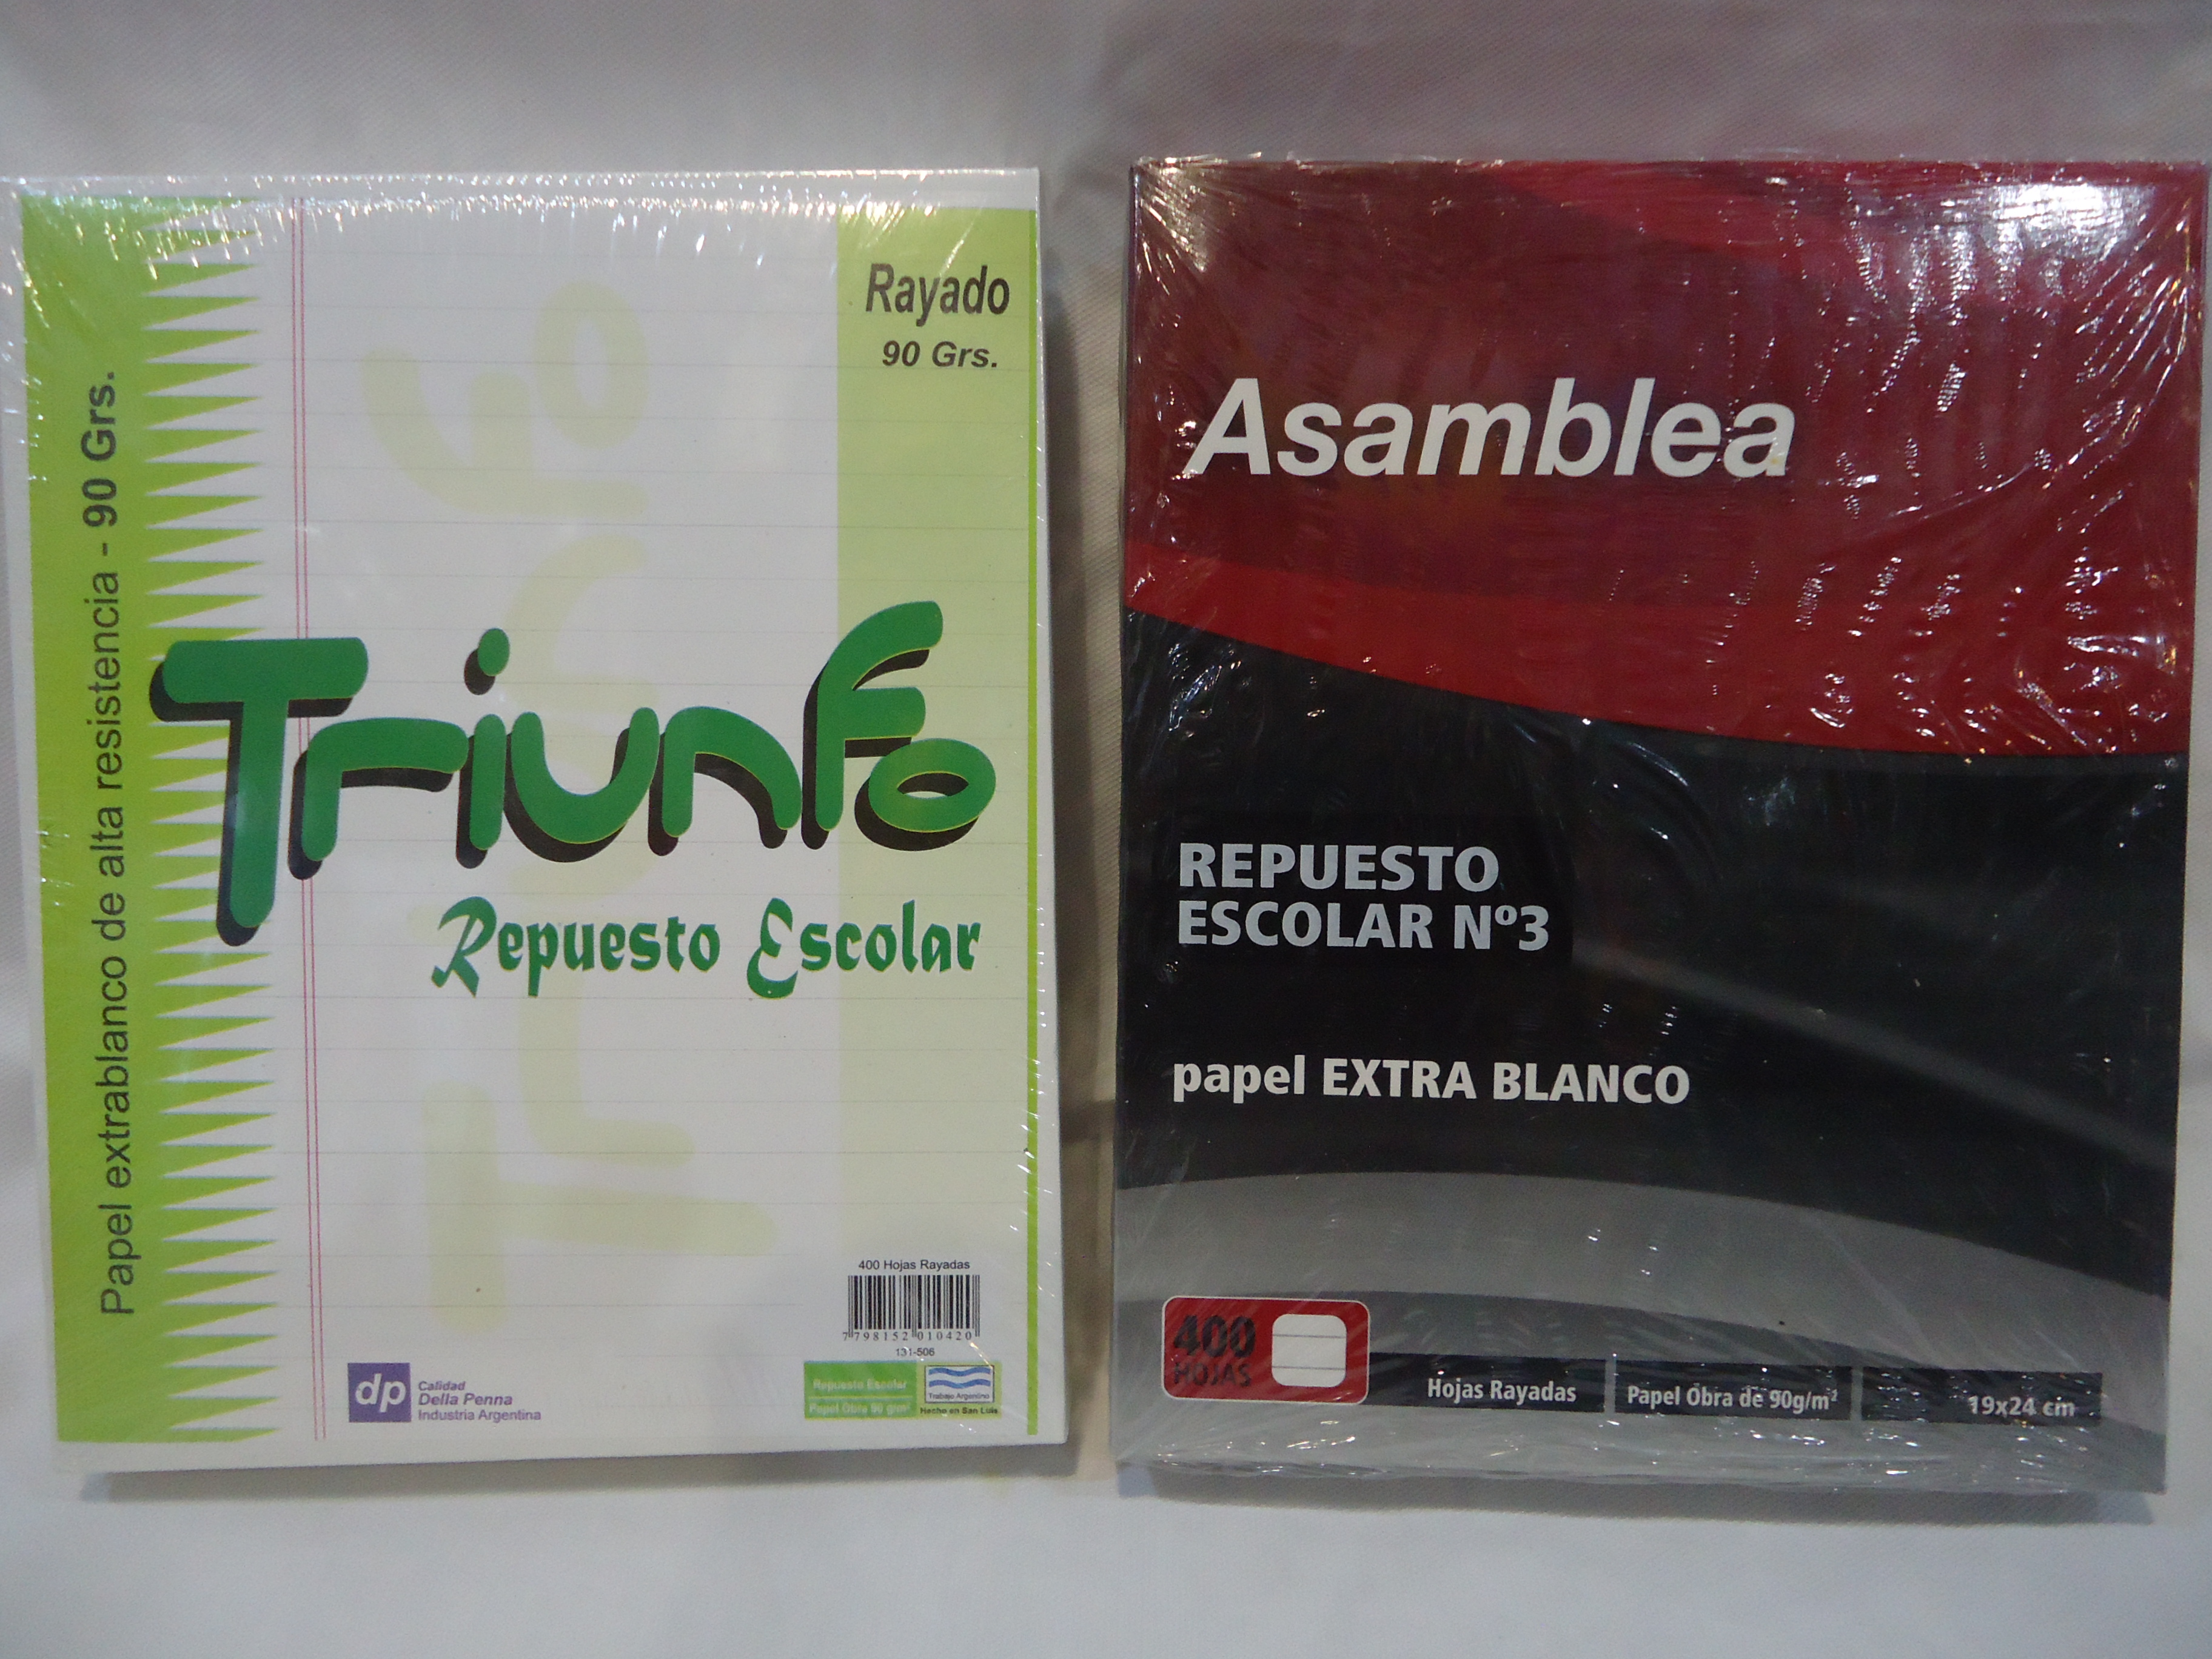 Rayado
90 Grs.
Papel extrablanco de alta resistencia - 90 Grs.
Triunfo
Triunfo
Repuesto Escolar
400 Hojas Rayadas
7 798152 010420
131-506
dp
Calidad
Della Penna
Industria Argentina
Repuesto Escolar
Papel Obra 90 g/m²
Trabajo Argentino
Hecho en San Luis
Asamblea
REPUESTO
ESCOLAR Nº3
papel EXTRA BLANCO
400
HOJAS
Hojas Rayadas
Papel Obra de 90g/m²
19x24 cm